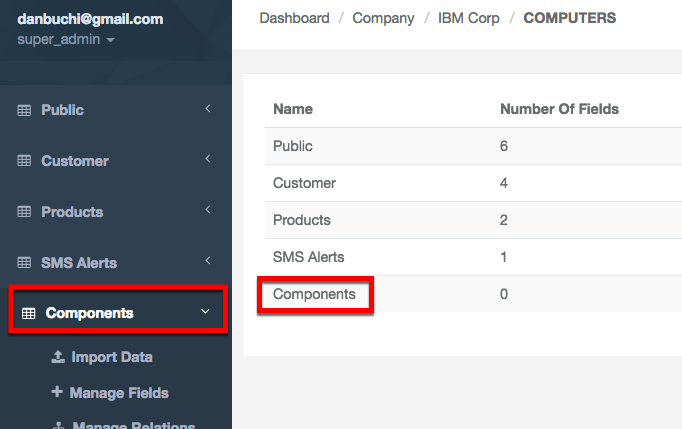 danbuchi@gmail.com
super_admin
Public
Customer
Products
SMS Alerts
Components
Import Data
Manage Fields
Manage Relations
Dashboard / Company / IBM Corp / COMPUTERS
Name Number Of Fields
Public 6
Customer 4
Products 2
SMS Alerts 1
Components 0